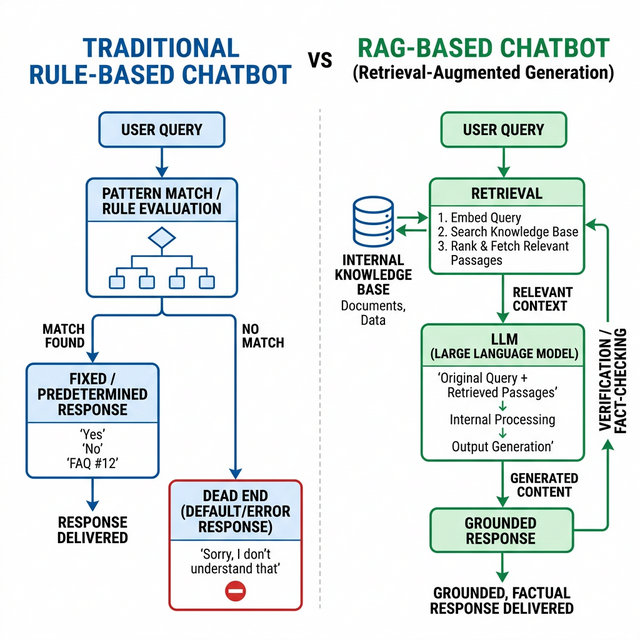 TRADITIONAL
RULE-BASED CHATBOT
VS
RAG-BASED CHATBOT
(Retrieval-Augmented Generation)
USER QUERY
PATTERN MATCH /
RULE EVALUATION
MATCH
FOUND
NO
MATCH
FIXED /
PREDETERMINED
RESPONSE
'Yes'
'No'
'FAQ #12'
RESPONSE
DELIVERED
DEAD END
(DEFAULT/ERROR
RESPONSE)
'Sorry, I don't
understand that'
USER QUERY
RETRIEVAL
1. Embed Query
2. Search Knowledge Base
3. Rank & Fetch Relevant
Passages
INTERNAL
KNOWLEDGE
BASE
Documents,
Data
RELEVANT
CONTEXT
LLM
(LARGE LANGUAGE MODEL)
'Original Query +
Retrieved Passages'
Internal Processing
Output Generation'
VERIFICATION /
FACT-CHECKING
GENERATED
CONTENT
GROUNDED
RESPONSE
GROUNDED, FACTUAL
RESPONSE DELIVERED